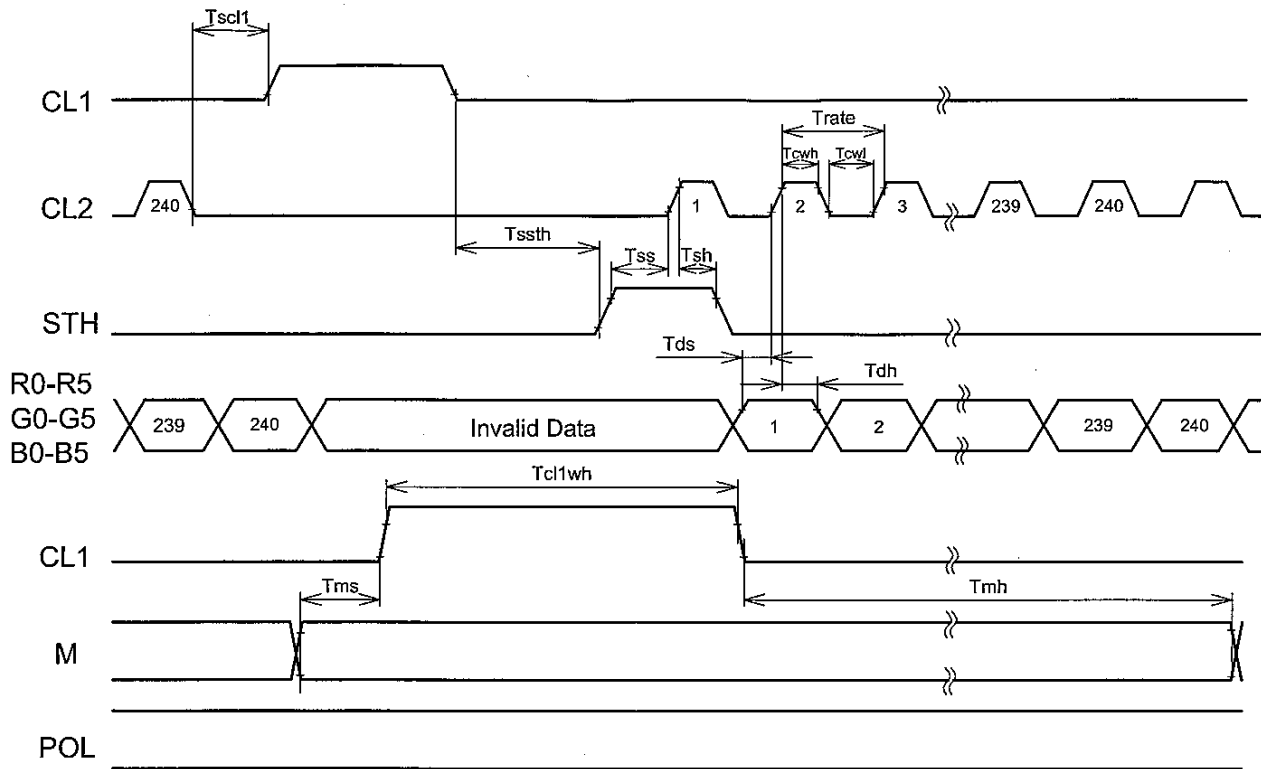 Tscl1
CL1
Trate
Tcwh Tcwl
CL2 240 1 2 3 239 240
Tssth Tss Tsh
STH
Tds
R0-R5 Tdh
G0-G5 239 240 Invalid Data 1 2 239 240
B0-B5
Tcl1wh
CL1
Tms Tmh
M
POL